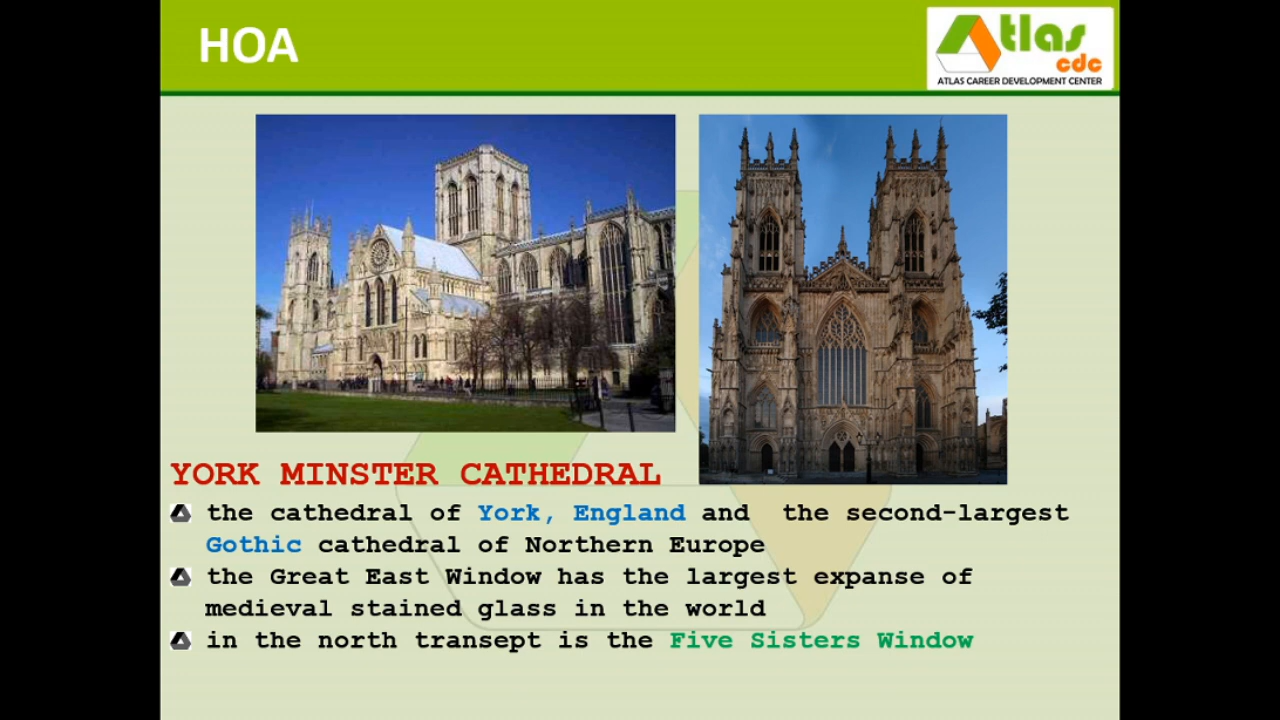 HOA
Atlas
cdc
ATLAS CAREER DEVELOPMENT CENTER
YORK MINSTER CATHEDRAL
the cathedral of York, England and the second-largest
Gothic cathedral of Northern Europe
the Great East Window has the largest expanse of
medieval stained glass in the world
in the north transept is the Five Sisters Window